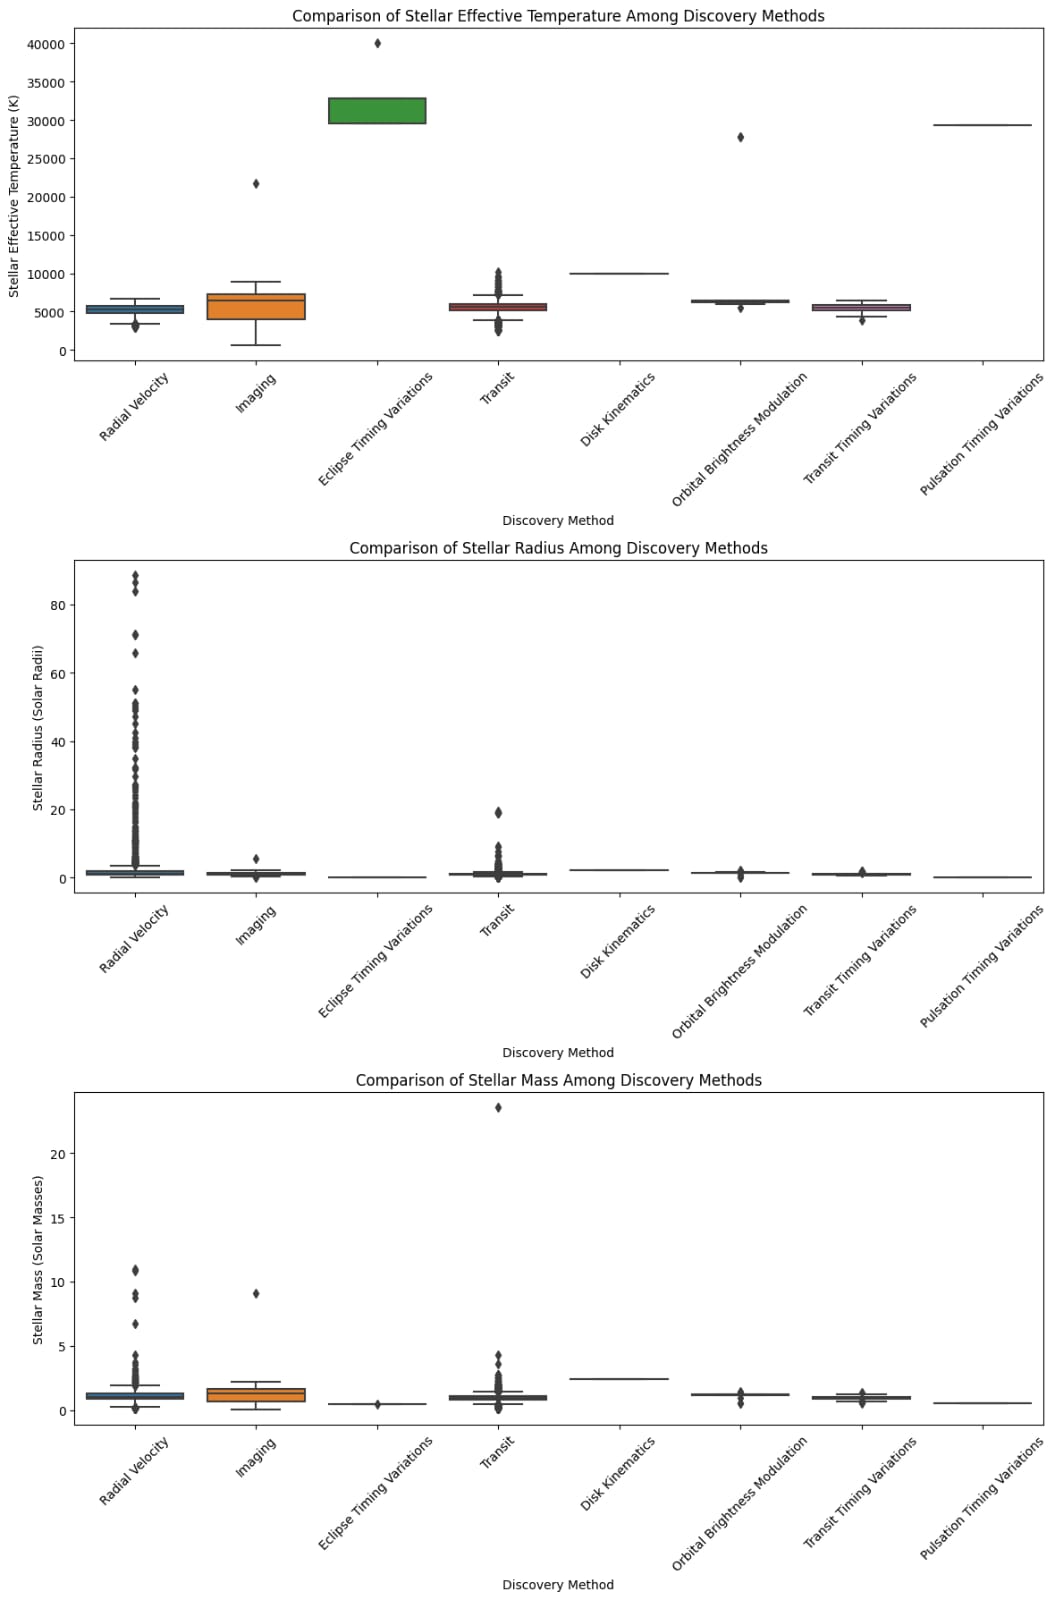 Comparison of Stellar Effective Temperature Among Discovery Methods
Stellar Effective Temperature (K)
40000
35000
30000
25000
20000
15000
10000
5000
0
Radial Velocity
Imaging
Eclipse Timing Variations
Transit
Disk Kinematics
Orbital Brightness Modulation
Transit Timing Variations
Pulsation Timing Variations
Discovery Method
Comparison of Stellar Radius Among Discovery Methods
Stellar Radius (Solar Radii)
80
60
40
20
0
Radial Velocity
Imaging
Eclipse Timing Variations
Transit
Disk Kinematics
Orbital Brightness Modulation
Transit Timing Variations
Pulsation Timing Variations
Discovery Method
Comparison of Stellar Mass Among Discovery Methods
Stellar Mass (Solar Masses)
20
15
10
5
0
Radial Velocity
Imaging
Eclipse Timing Variations
Transit
Disk Kinematics
Orbital Brightness Modulation
Transit Timing Variations
Pulsation Timing Variations
Discovery Method